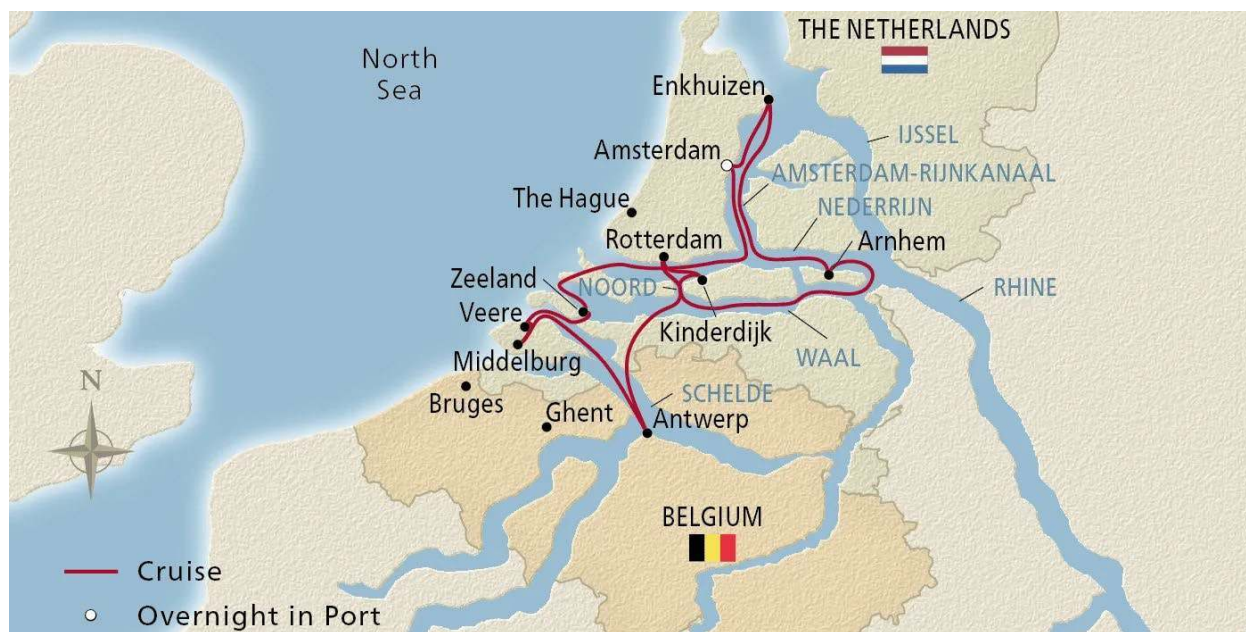 THE NETHERLANDS
North
Sea
Enkhuizen
IJSSEL
Amsterdam
AMSTERDAM-RIJNKANAAL
The Hague
NEDERRIJN
Rotterdam
Arnhem
Zeeland
NOORD
RHINE
Veere
Kinderdijk
Middelburg
WAAL
N
Bruges
SCHELDE
Ghent
Antwerp
BELGIUM
Cruise
Overnight in Port